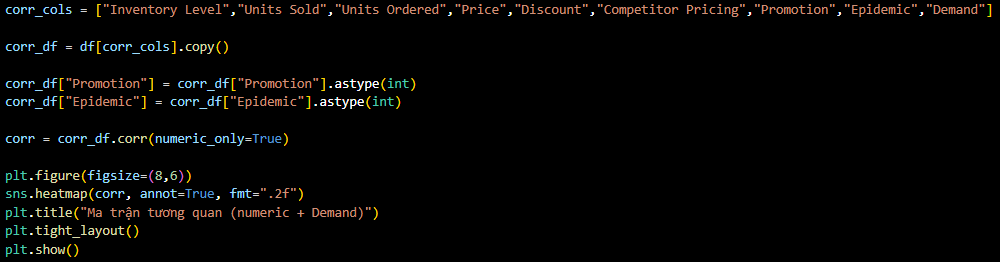 corr_cols = ["Inventory Level","Units Sold","Units Ordered","Price","Discount","Competitor Pricing","Promotion","Epidemic","Demand"]
corr_df = df[corr_cols].copy()
corr_df["Promotion"] = corr_df["Promotion"].astype(int)
corr_df["Epidemic"] = corr_df["Epidemic"].astype(int)
corr = corr_df.corr(numeric_only=True)
plt.figure(figsize=(8,6))
sns.heatmap(corr, annot=True, fmt=".2f")
plt.title("Ma trận tương quan (numeric + Demand)")
plt.tight_layout()
plt.show()